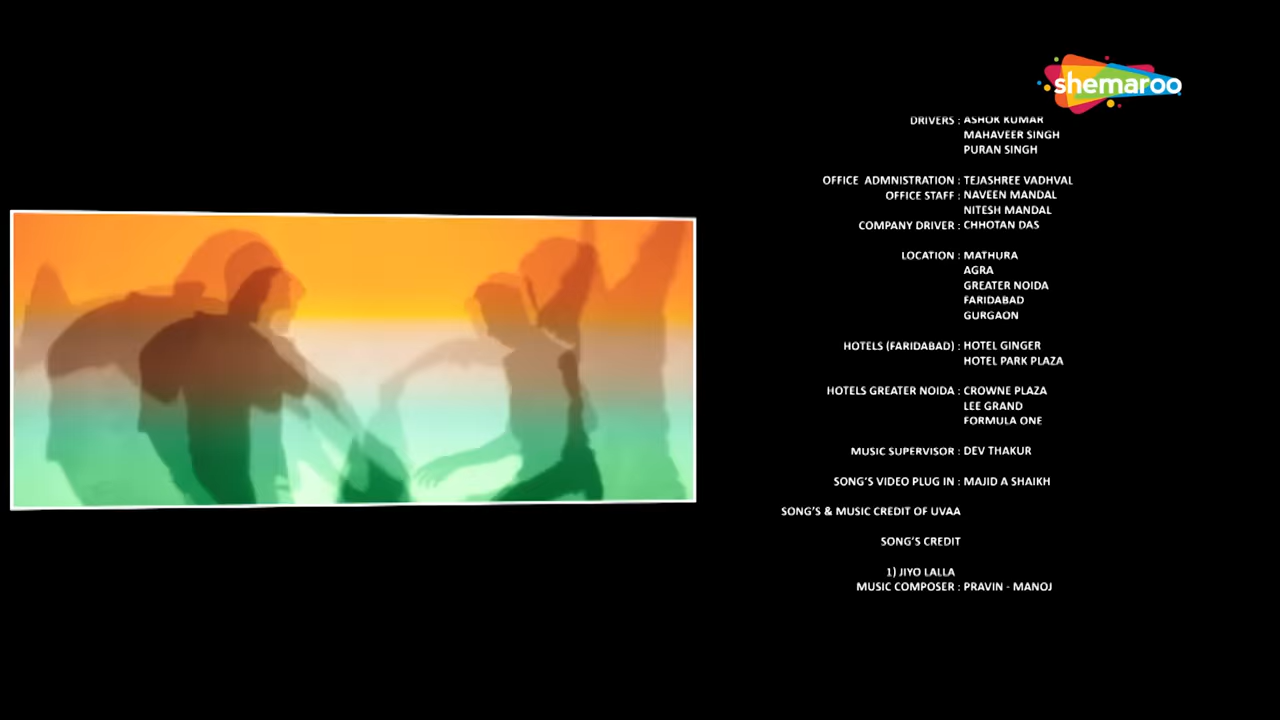 shemaroo
DRIVERS : ASHOK KUMAR
MAHAVEER SINGH
PURAN SINGH
OFFICE ADMNISTRATION : TEJASHREE VADHVAL
OFFICE STAFF : NAVEEN MANDAL
NITESH MANDAL
COMPANY DRIVER : CHHOTAN DAS
LOCATION : MATHURA
AGRA
GREATER NOIDA
FARIDABAD
GURGAON
HOTELS (FARIDABAD) : HOTEL GINGER
HOTEL PARK PLAZA
HOTELS GREATER NOIDA : CROWNE PLAZA
LEE GRAND
FORMULA ONE
MUSIC SUPERVISOR : DEV THAKUR
SONG'S VIDEO PLUG IN : MAJID A SHAIKH
SONG'S & MUSIC CREDIT OF UVAA
SONG'S CREDIT
1) JIYO LALLA
MUSIC COMPOSER : PRAVIN - MANOJ